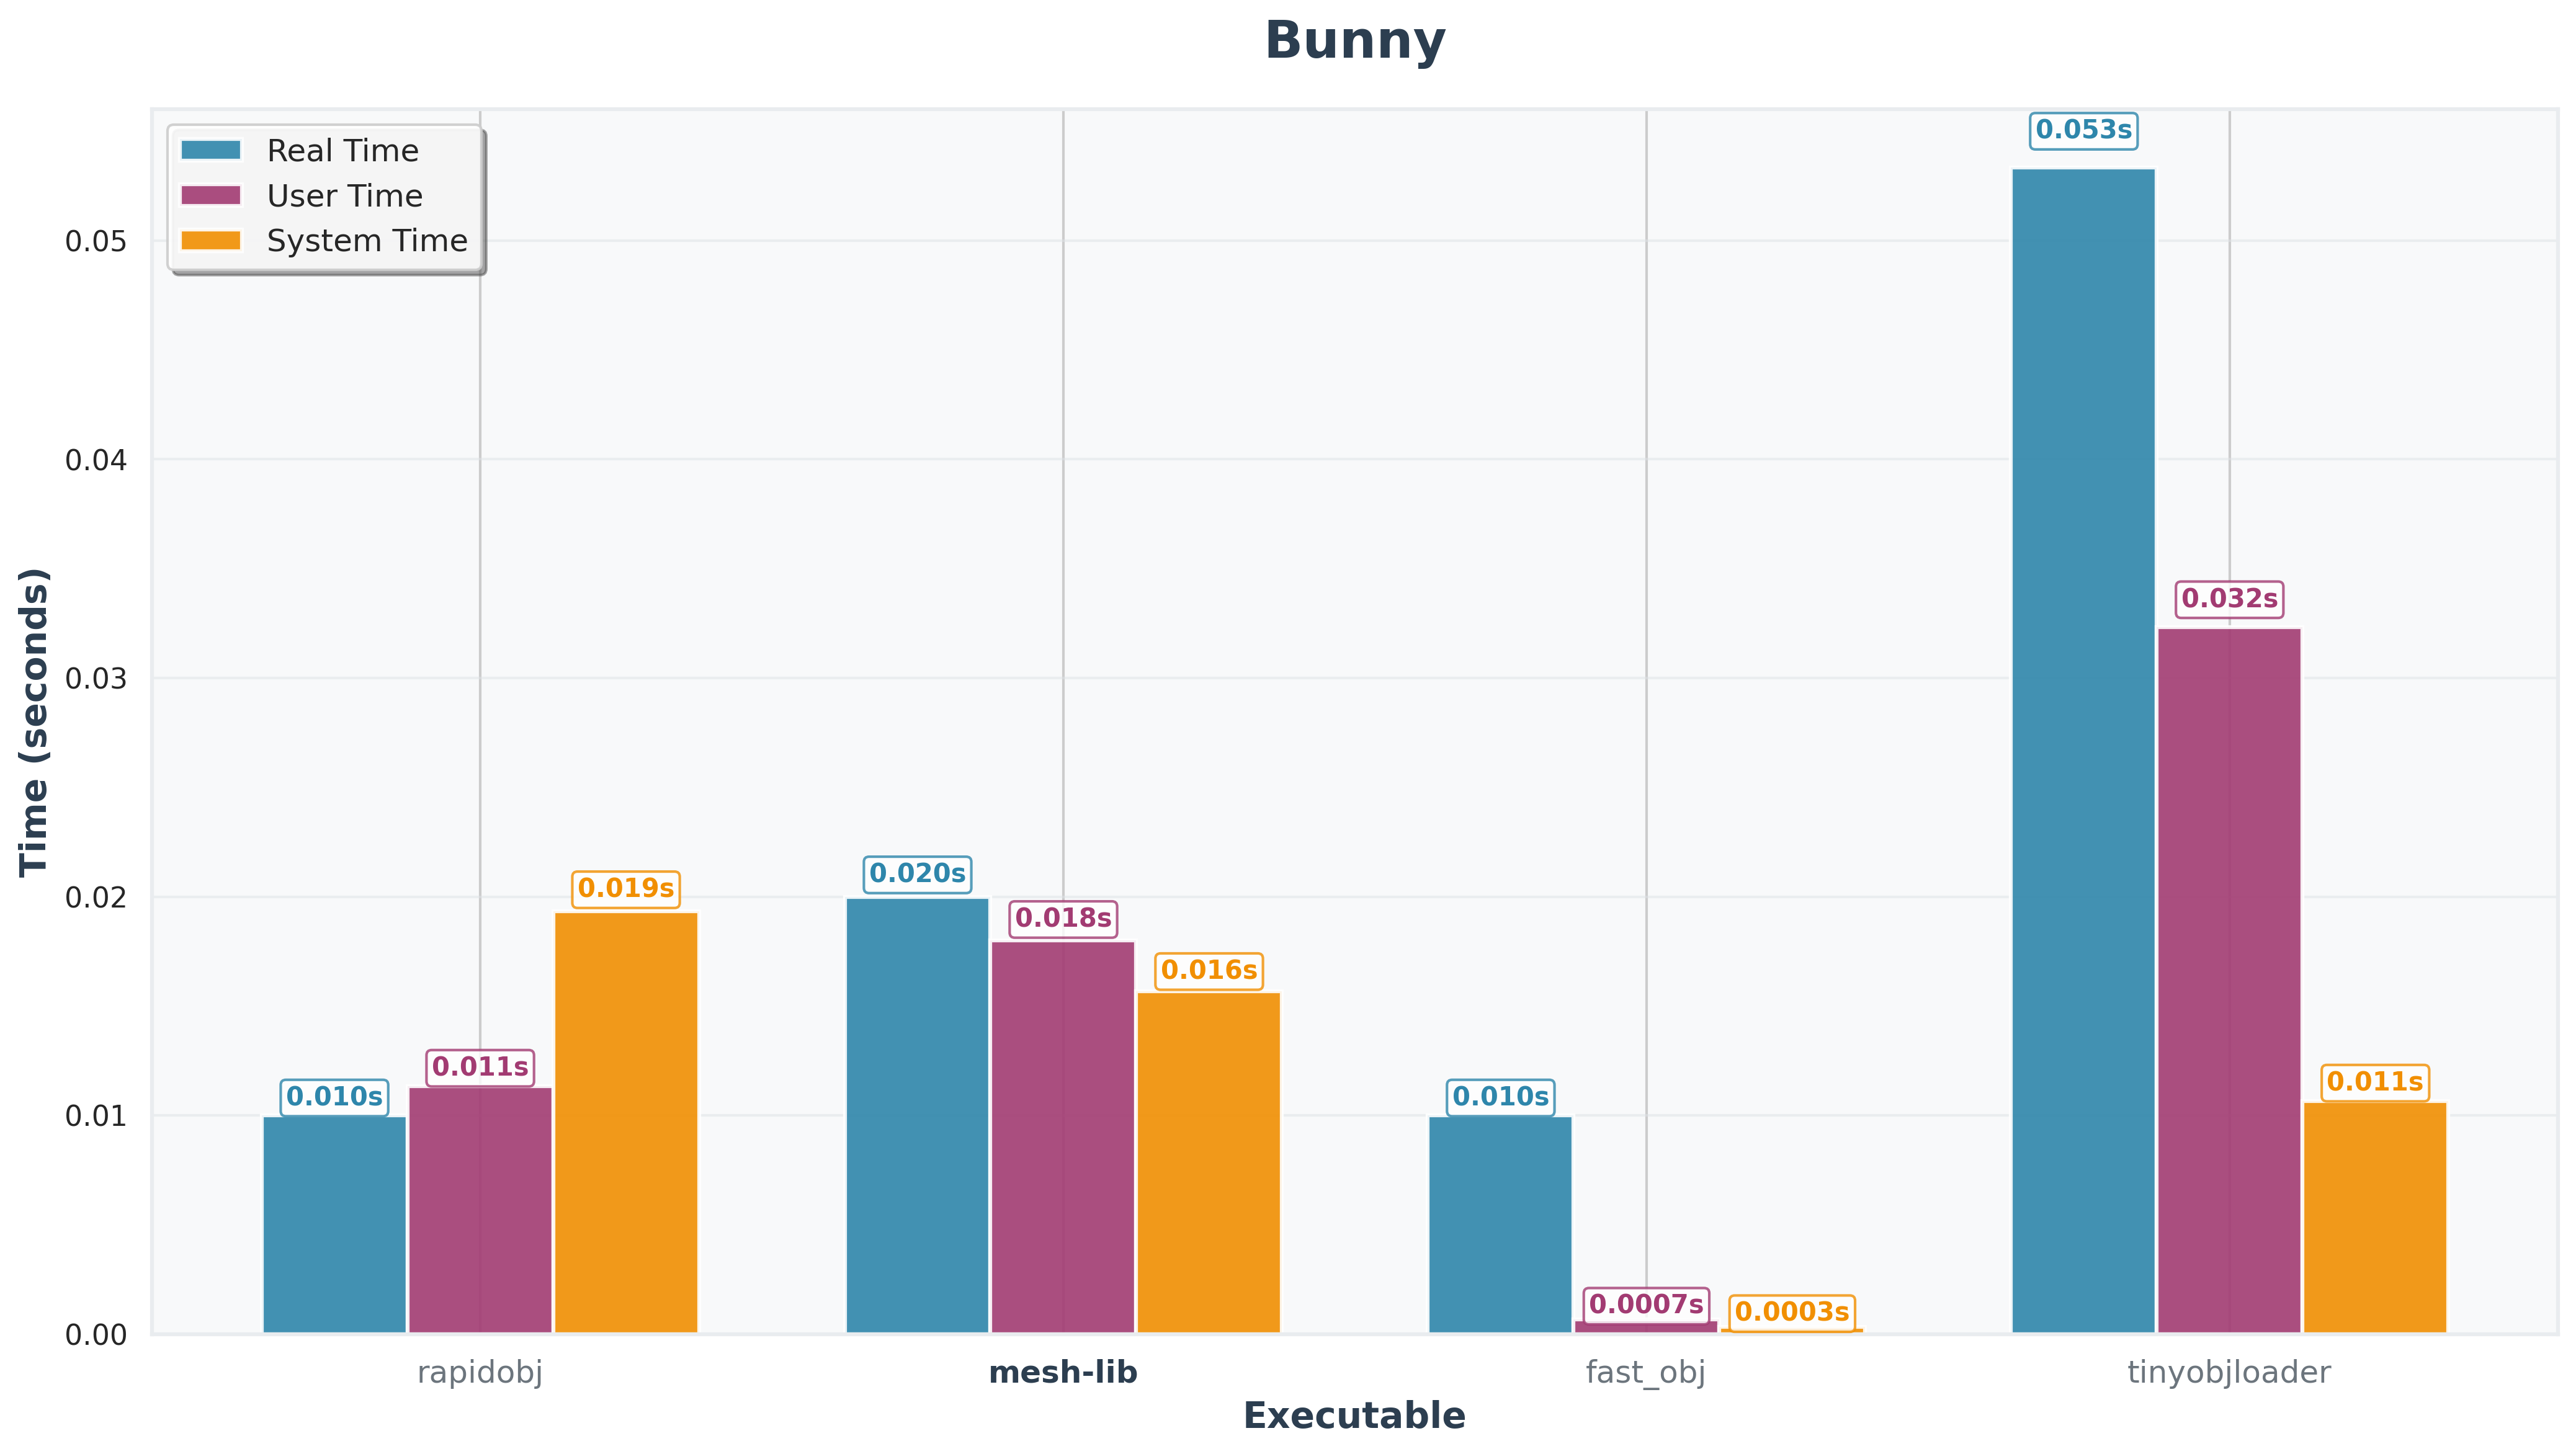 Bunny
Real Time
User Time
System Time
Time (seconds)
0.05
0.04
0.03
0.02
0.01
0.00
0.010s
0.011s
0.019s
0.020s
0.018s
0.016s
0.010s
0.0007s
0.0003s
0.053s
0.032s
0.011s
rapidobj
mesh-lib
fast_obj
tinyobjloader
Executable